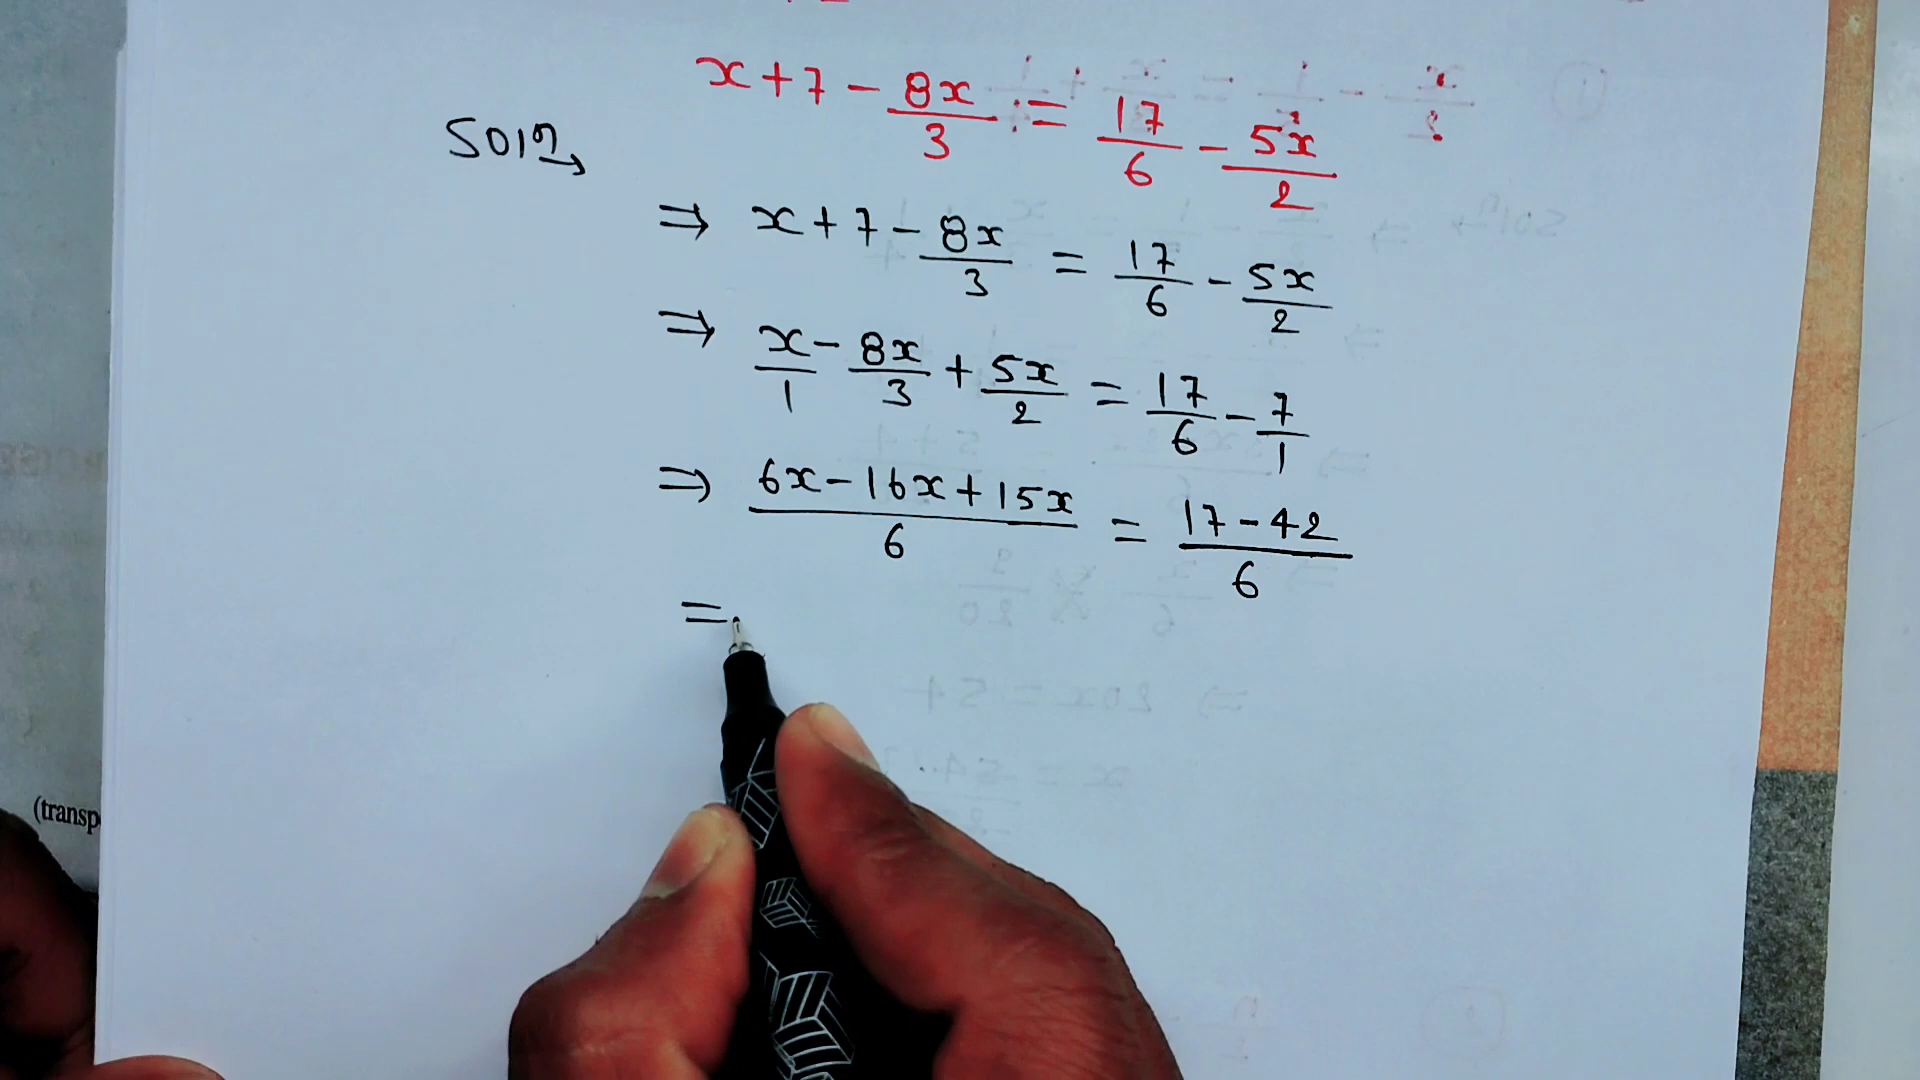 x + 7 - 8x/3 = 17/6 - 5x/2
Soln→
⇒ x + 7 - 8x/3 = 17/6 - 5x/2
⇒ x/1 - 8x/3 + 5x/2 = 17/6 - 7/1
⇒ 6x - 16x + 15x/6 = 17 - 42/6
=
(transp